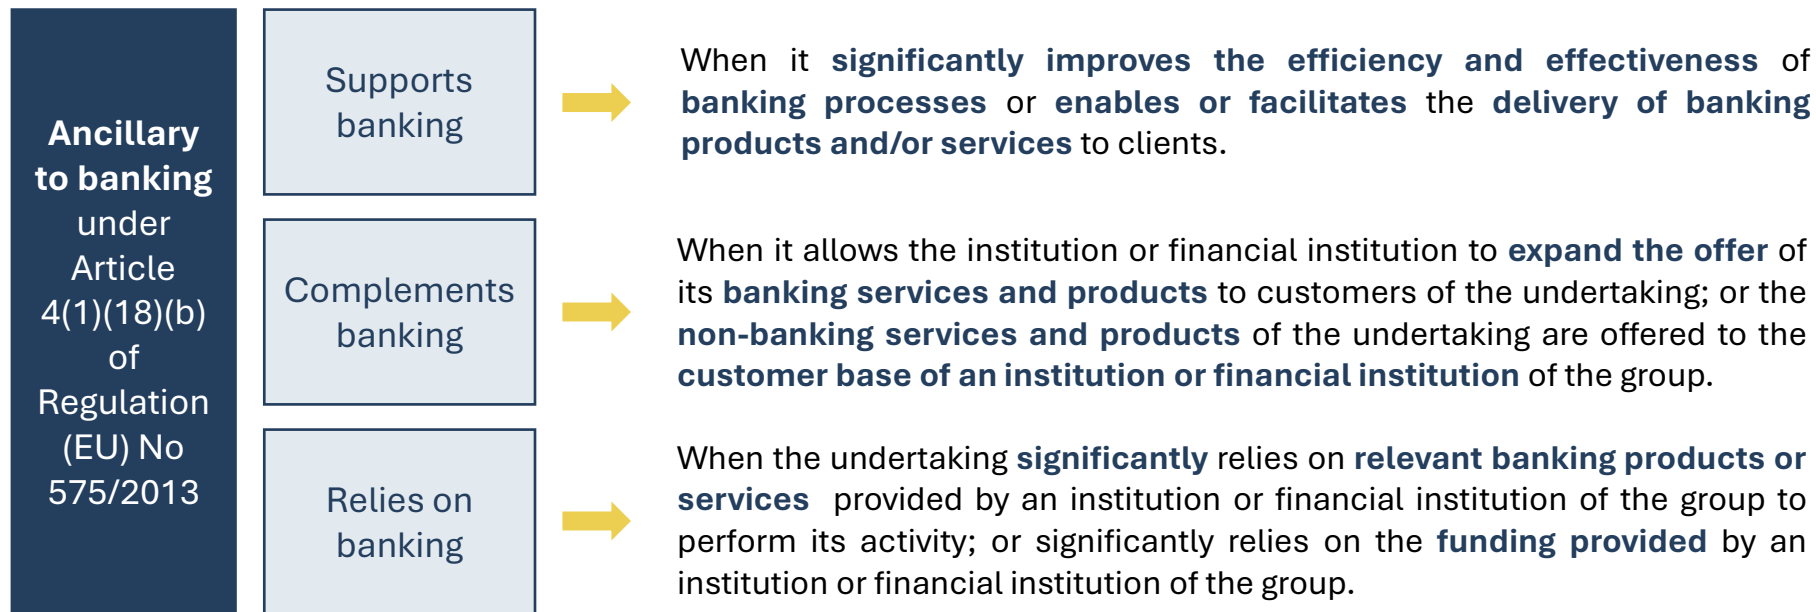 Ancillary
to banking
under
Article
4(1)(18)(b)
of
Regulation
(EU) No
575/2013
Supports
banking
When it significantly improves the efficiency and effectiveness of
banking processes or enables or facilitates the delivery of banking
products and/or services to clients.
Complements
banking
When it allows the institution or financial institution to expand the offer of
its banking services and products to customers of the undertaking; or the
non-banking services and products of the undertaking are offered to the
customer base of an institution or financial institution of the group.
Relies on
banking
When the undertaking significantly relies on relevant banking products or
services provided by an institution or financial institution of the group to
perform its activity; or significantly relies on the funding provided by an
institution or financial institution of the group.